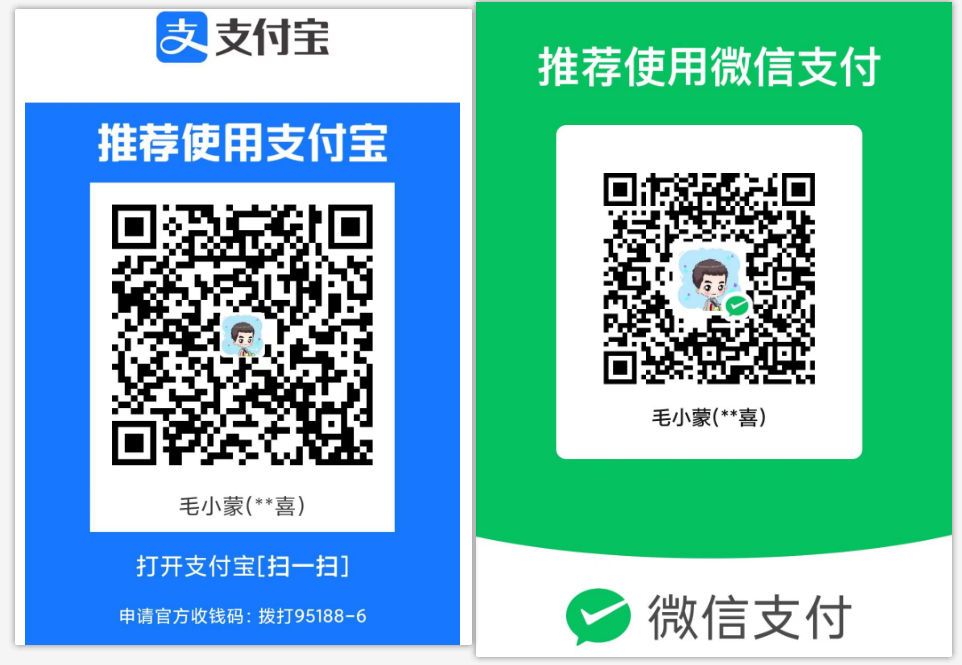 支付宝
推荐使用支付宝
毛小蒙(**喜)
打开支付宝[扫一扫]
申请官方收钱码：拨打95188-6
推荐使用微信支付
毛小蒙(**喜)
微信支付